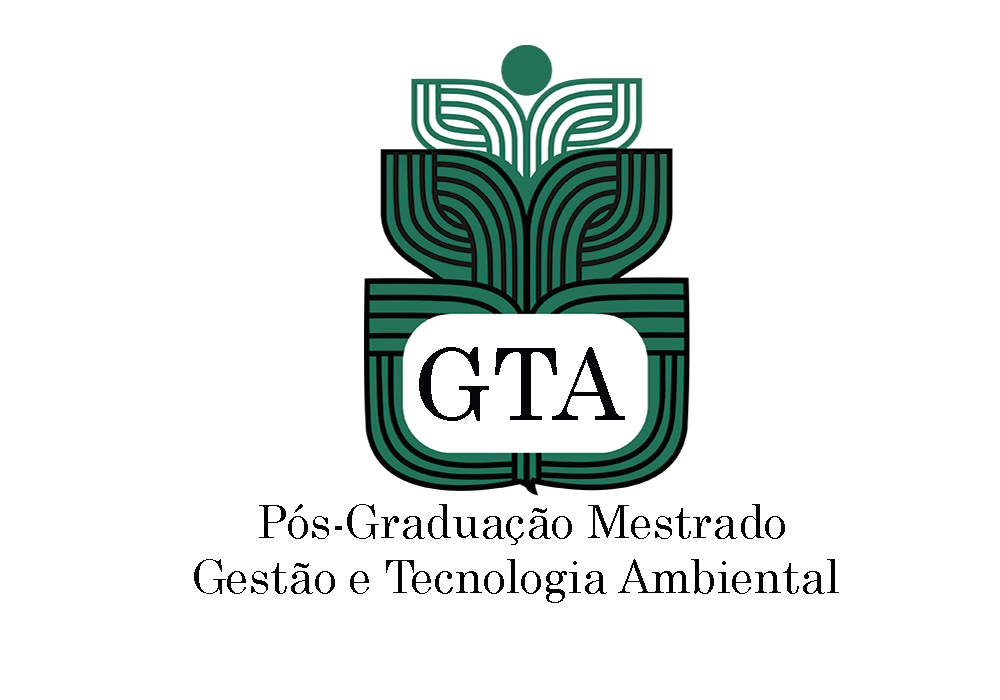 GTA
Pós-Graduação Mestrado
Gestão e Tecnologia Ambiental